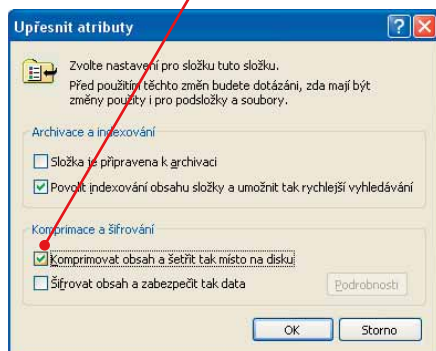 Upřesnit atributy
Zvolte nastavení pro složku tuto složku.
Před použitím těchto změn budete dotázáni, zda mají být
změny použity i pro podsložky a soubory.
Archivace a indexování
Složka je připravena k archivaci
Povolit indexování obsahu složky a umožnit tak rychlejší vyhledávání
Komprimace a šifrování
Komprimovat obsah a šetřit tak místo na disku
Šifrovat obsah a zabezpečit tak data
Podrobnosti
OK
Storno